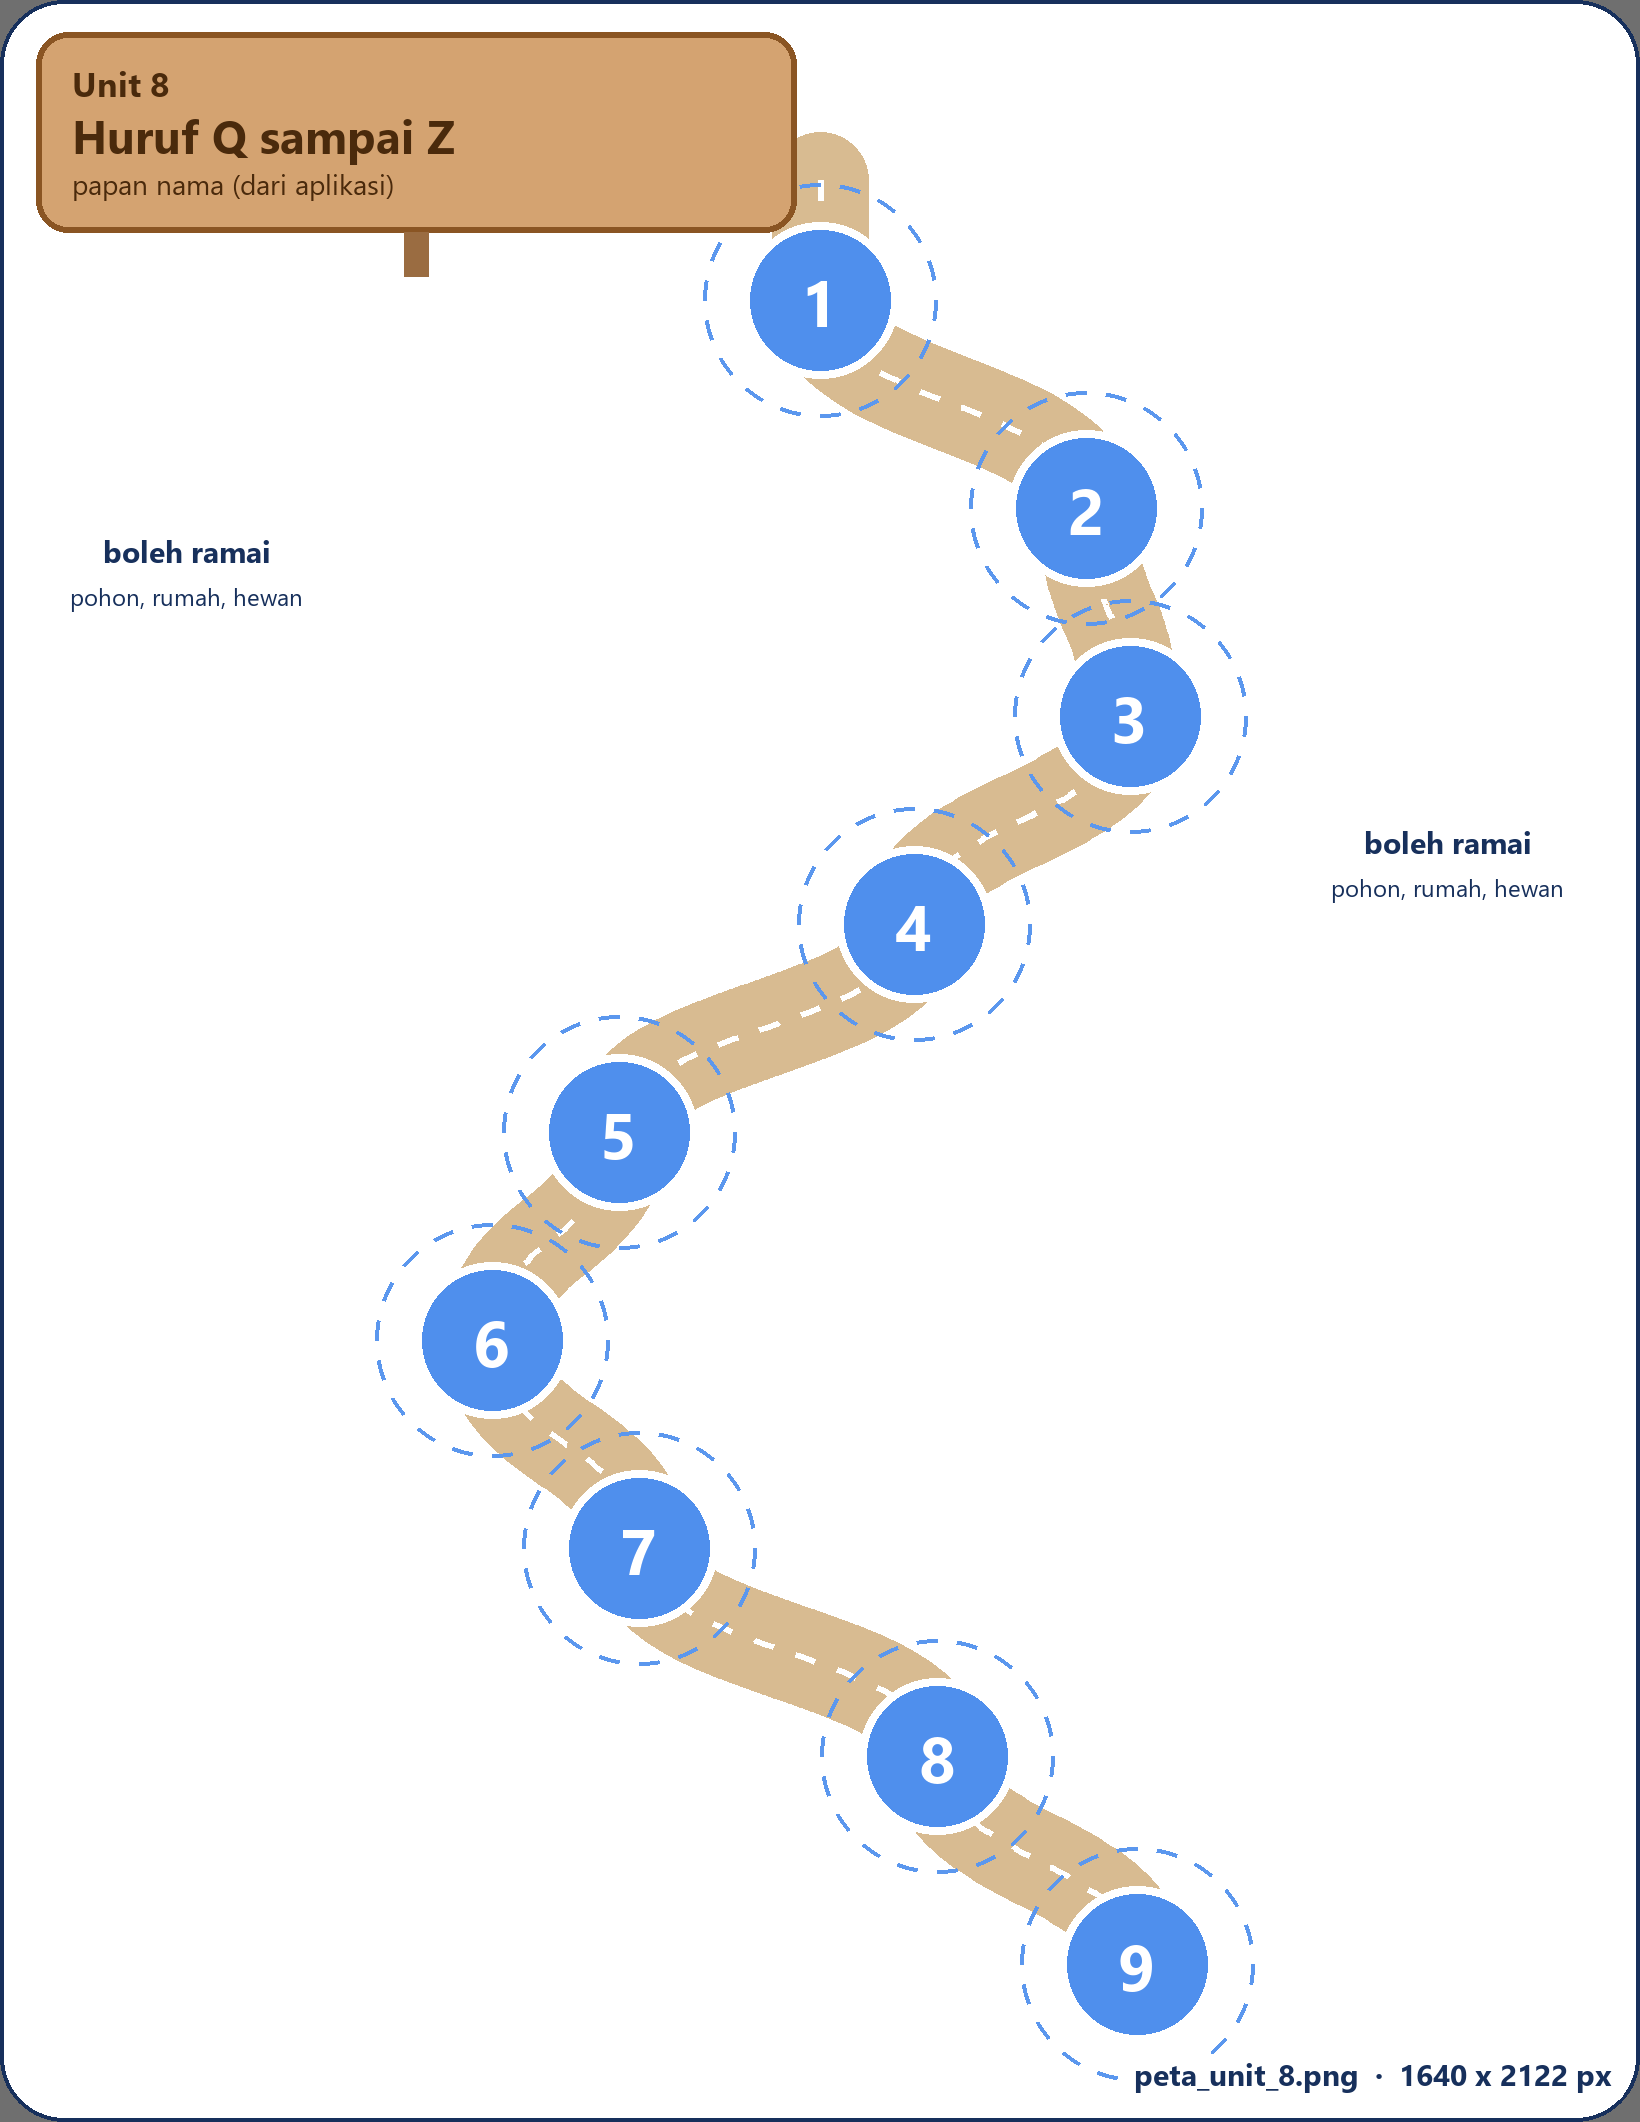 Unit 8
Huruf Q sampai Z
papan nama (dari aplikasi)
1
2
boleh ramai
pohon, rumah, hewan
3
boleh ramai
pohon, rumah, hewan
4
5
6
7
8
9
peta_unit_8.png · 1640 x 2122 px